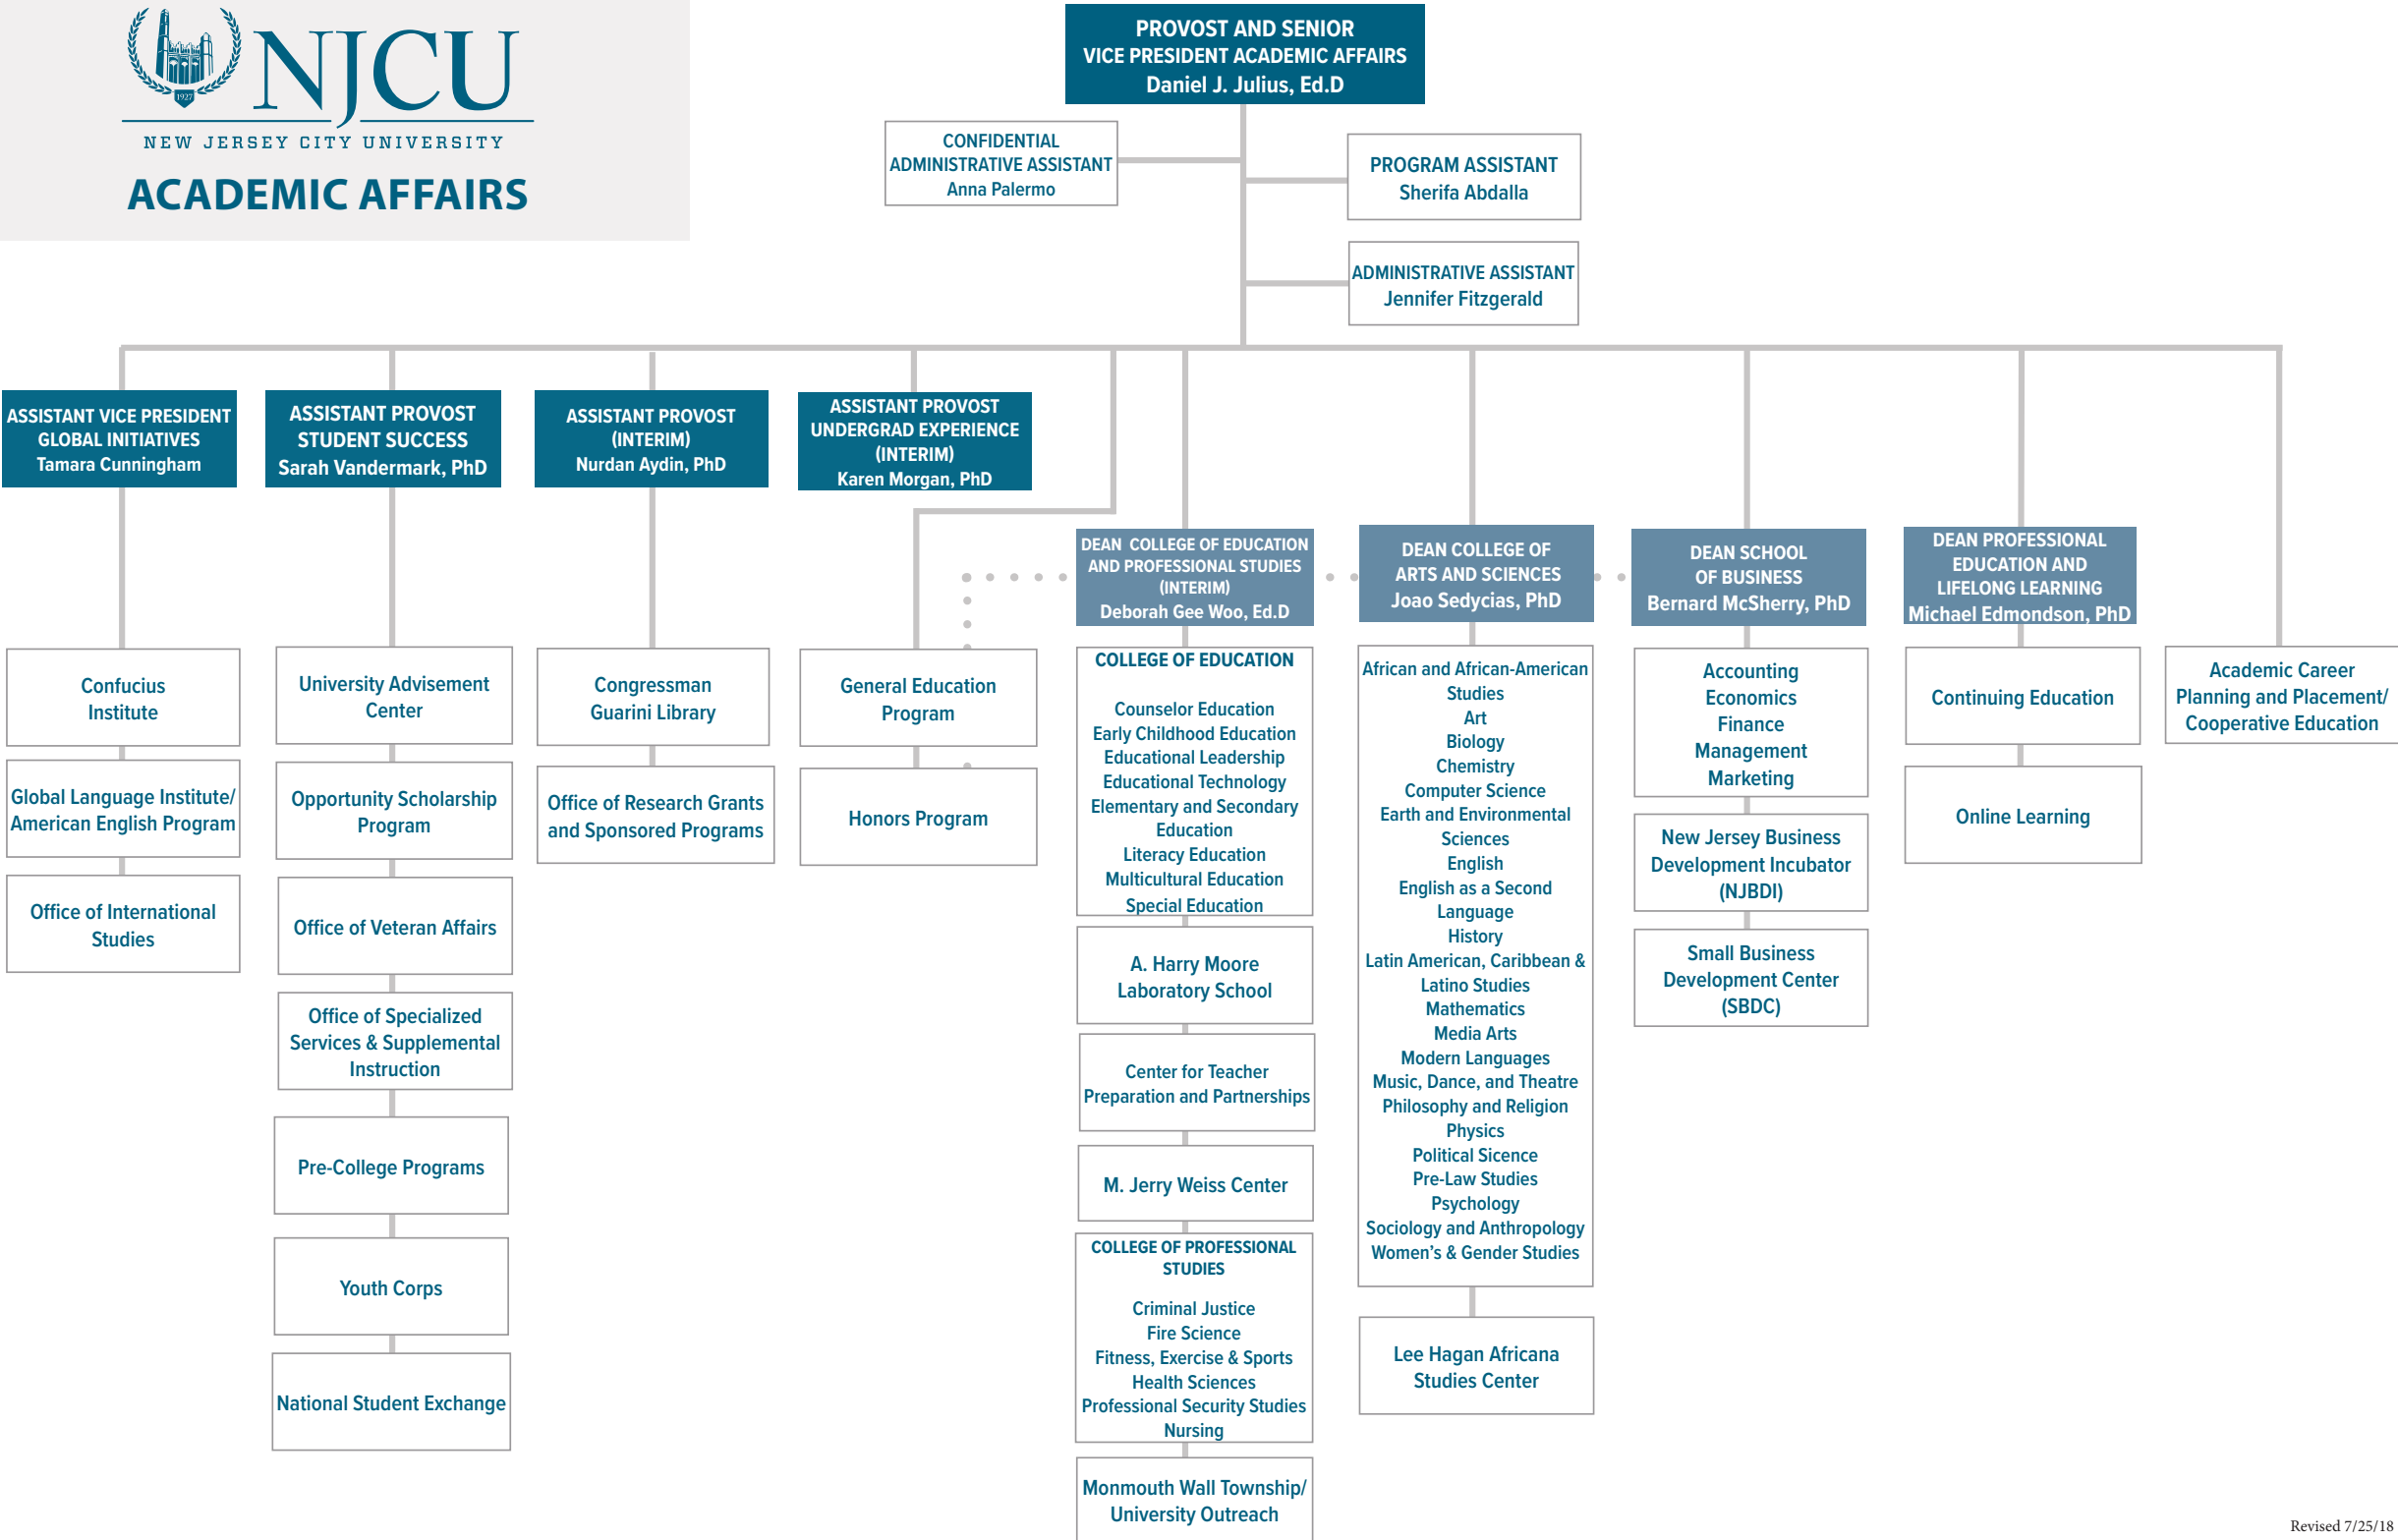 1927
NJCU
NEW JERSEY CITY UNIVERSITY
ACADEMIC AFFAIRS
PROVOST AND SENIOR
VICE PRESIDENT ACADEMIC AFFAIRS
Daniel J. Julius, Ed.D
CONFIDENTIAL
ADMINISTRATIVE ASSISTANT
Anna Palermo
PROGRAM ASSISTANT
Sherifa Abdalla
ADMINISTRATIVE ASSISTANT
Jennifer Fitzgerald
ASSISTANT VICE PRESIDENT
GLOBAL INITIATIVES
Tamara Cunningham
ASSISTANT PROVOST
STUDENT SUCCESS
Sarah Vandermark, PhD
ASSISTANT PROVOST
(INTERIM)
Nurdan Aydin, PhD
ASSISTANT PROVOST
UNDERGRAD EXPERIENCE
(INTERIM)
Karen Morgan, PhD
DEAN COLLEGE OF EDUCATION
AND PROFESSIONAL STUDIES
(INTERIM)
Deborah Gee Woo, Ed.D
DEAN COLLEGE OF
ARTS AND SCIENCES
Joao Sedycias, PhD
DEAN SCHOOL
OF BUSINESS
Bernard McSherry, PhD
DEAN PROFESSIONAL
EDUCATION AND
LIFELONG LEARNING
Michael Edmondson, PhD
Confucius
Institute
Global Language Institute/
American English Program
Office of International
Studies
University Advisement
Center
Opportunity Scholarship
Program
Office of Veteran Affairs
Office of Specialized
Services & Supplemental
Instruction
Pre-College Programs
Youth Corps
National Student Exchange
Congressman
Guarini Library
Office of Research Grants
and Sponsored Programs
General Education
Program
Honors Program
COLLEGE OF EDUCATION
Counselor Education
Early Childhood Education
Educational Leadership
Educational Technology
Elementary and Secondary
Education
Literacy Education
Multicultural Education
Special Education
A. Harry Moore
Laboratory School
Center for Teacher
Preparation and Partnerships
M. Jerry Weiss Center
COLLEGE OF PROFESSIONAL
STUDIES
Criminal Justice
Fire Science
Fitness, Exercise & Sports
Health Sciences
Professional Security Studies
Nursing
Monmouth Wall Township/
University Outreach
African and African-American
Studies
Art
Biology
Chemistry
Computer Science
Earth and Environmental
Sciences
English
English as a Second
Language
History
Latin American, Caribbean &
Latino Studies
Mathematics
Media Arts
Modern Languages
Music, Dance, and Theatre
Philosophy and Religion
Physics
Political Sicence
Pre-Law Studies
Psychology
Sociology and Anthropology
Women's & Gender Studies
Lee Hagan Africana
Studies Center
Accounting
Economics
Finance
Management
Marketing
New Jersey Business
Development Incubator
(NJBDI)
Small Business
Development Center
(SBDC)
Continuing Education
Online Learning
Academic Career
Planning and Placement/
Cooperative Education
Revised 7/25/18